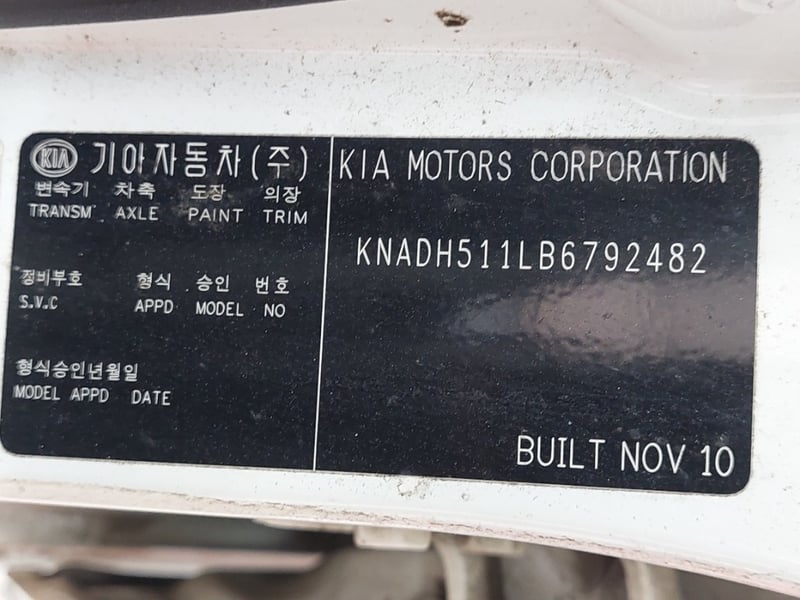 KIA 기아자동차(주)
변속기 차축 도장 의장
TRANSM' AXLE PAINT TRIM
정비부호 형식 승인 번호
S.V.C APPD MODEL NO
형식승인년월일
MODEL APPD DATE
KIA MOTORS CORPORATION
KNADH511LB6792482
BUILT NOV 10